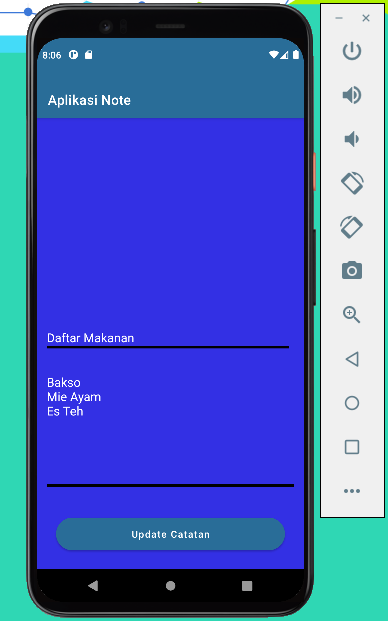 8:06
Aplikasi Note
Daftar Makanan
Bakso
Mie Ayam
Es Teh
Update Catatan